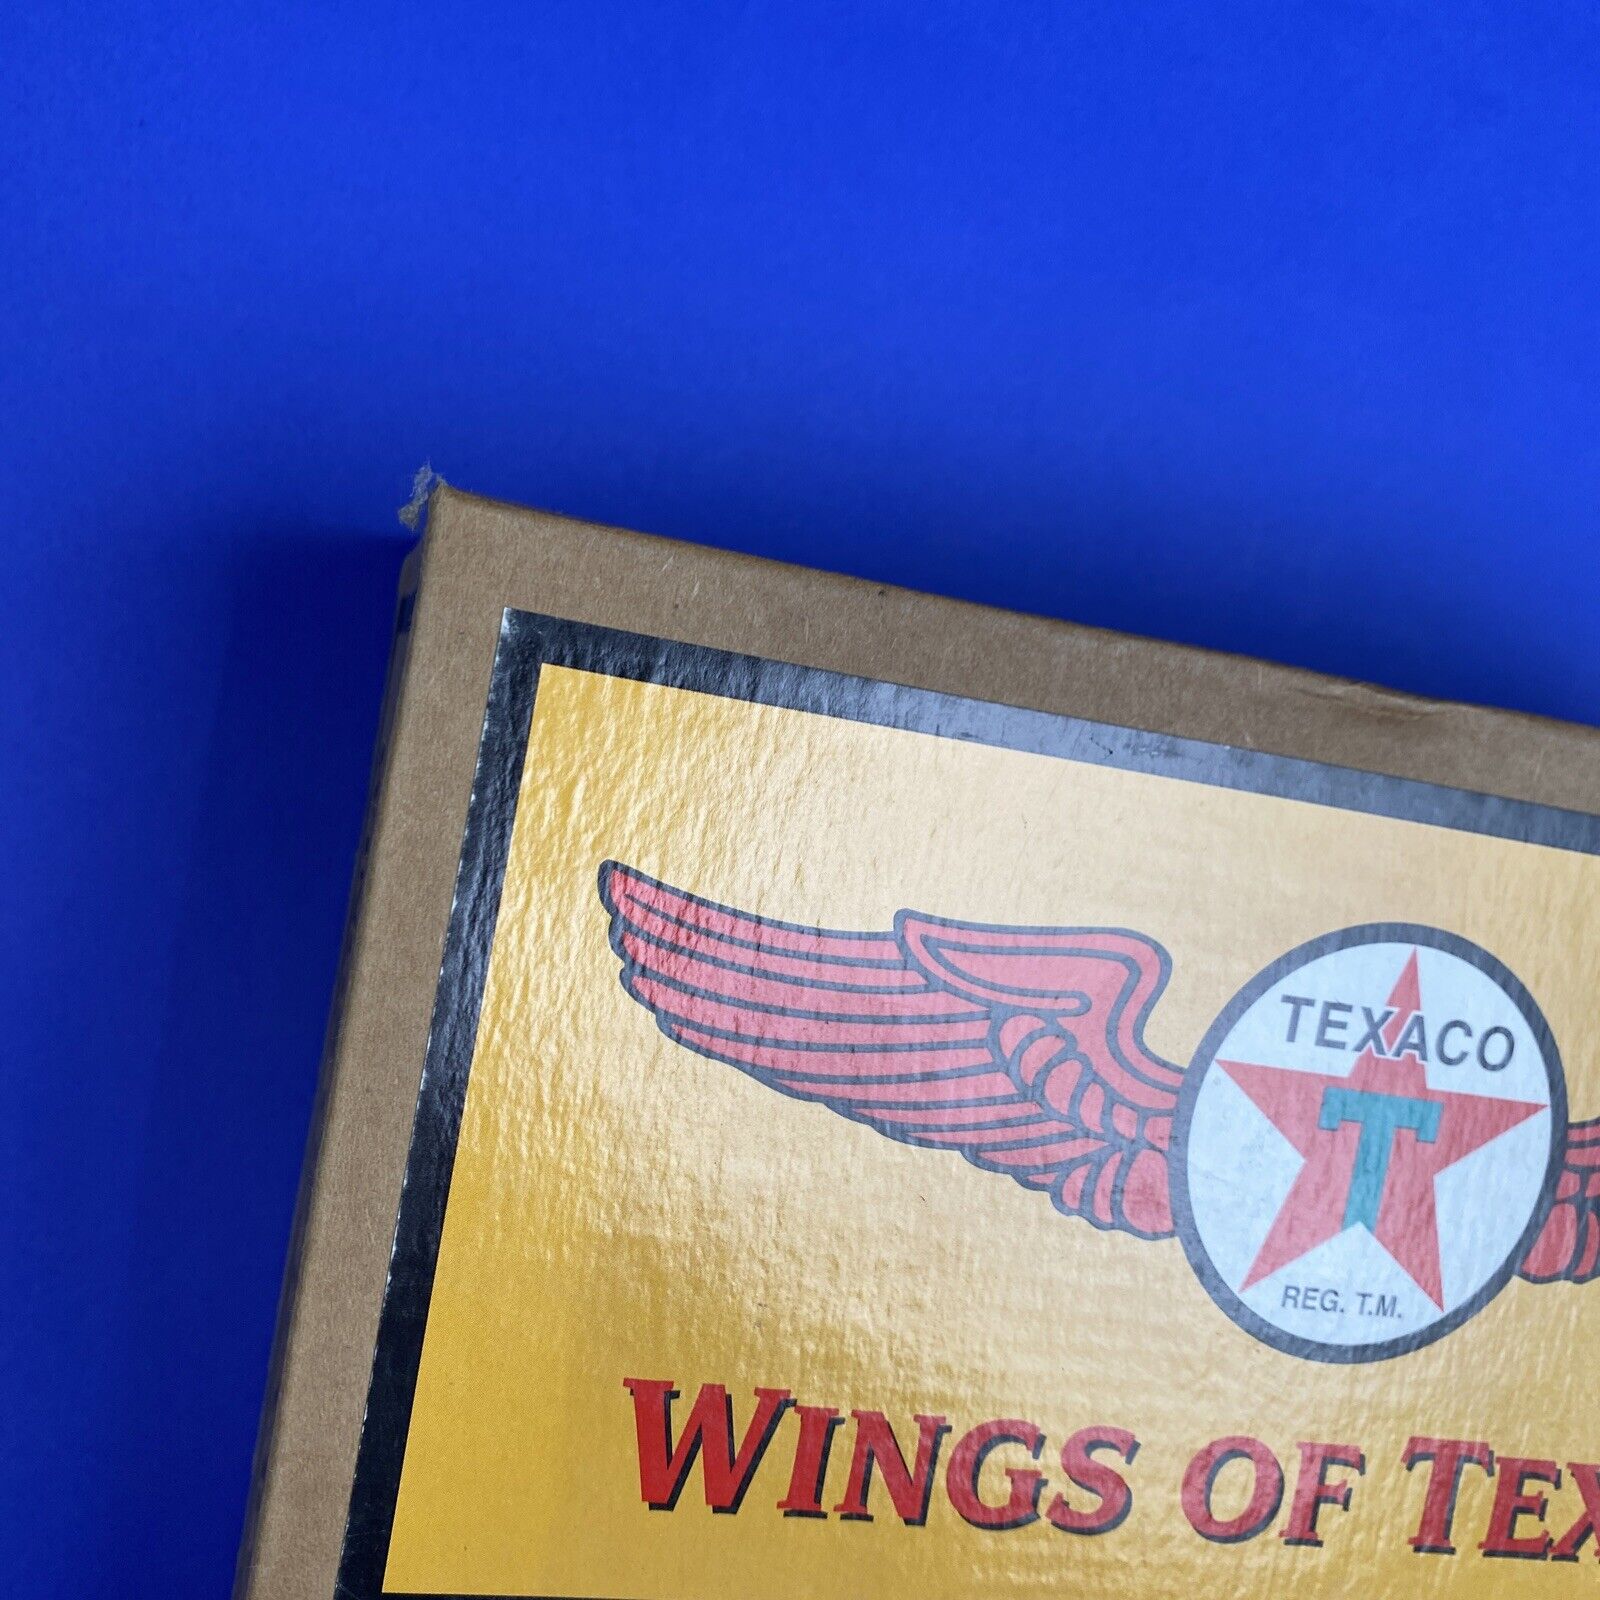 TEXACO
T
REG. T.M.
WINGS OF TEX